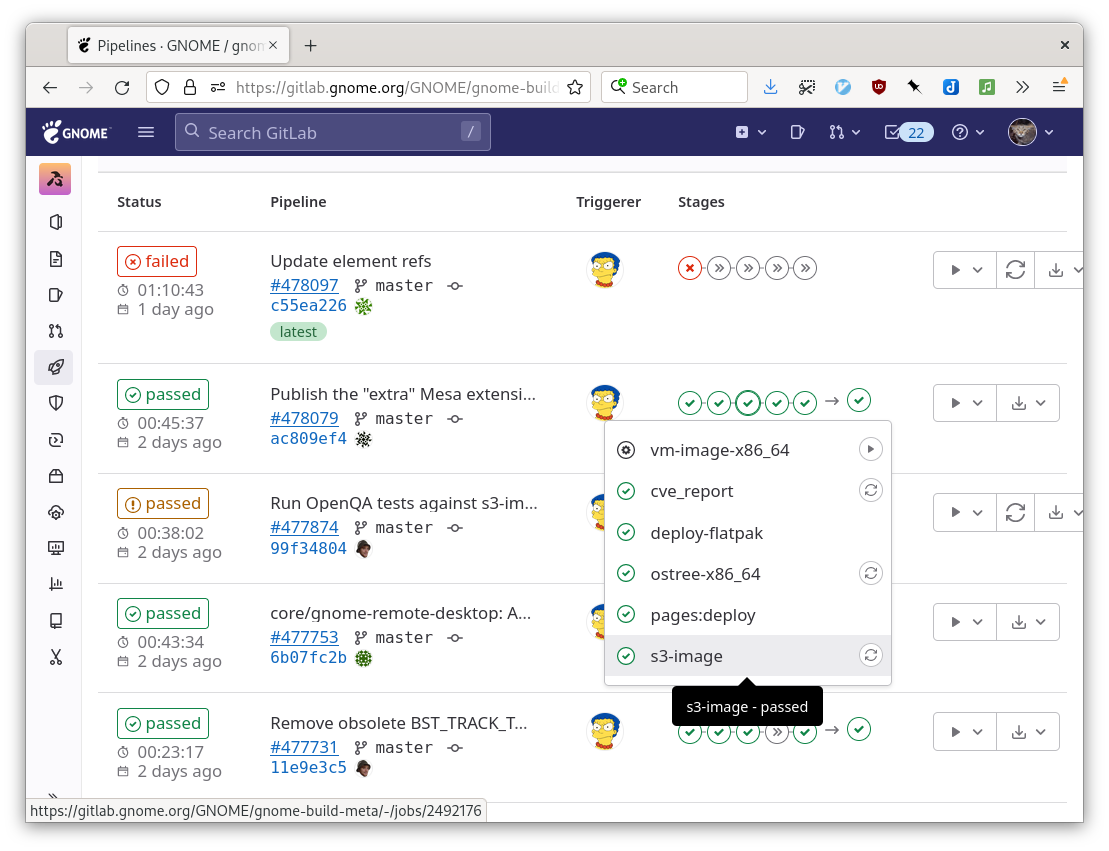 Pipelines · GNOME / gnon
https://gitlab.gnome.org/GNOME/gnome-build
Search
GNOME
Search GitLab
/
22
Status Pipeline Triggerer Stages
failed
01:10:43
1 day ago
Update element refs
#478097 master
c55ea226
latest
passed
00:45:37
2 days ago
Publish the "extra" Mesa extensi...
#478079 master
ac809ef4
vm-image-x86_64
cve_report
deploy-flatpak
ostree-x86_64
pages:deploy
s3-image
s3-image - passed
passed
00:38:02
2 days ago
Run OpenQA tests against s3-im...
#477874 master
99f34804
passed
00:43:34
2 days ago
core/gnome-remote-desktop: A...
#477753 master
6b07fc2b
passed
00:23:17
2 days ago
Remove obsolete BST_TRACK_T...
#477731 master
11e9e3c5
https://gitlab.gnome.org/GNOME/gnome-build-meta/-/jobs/2492176